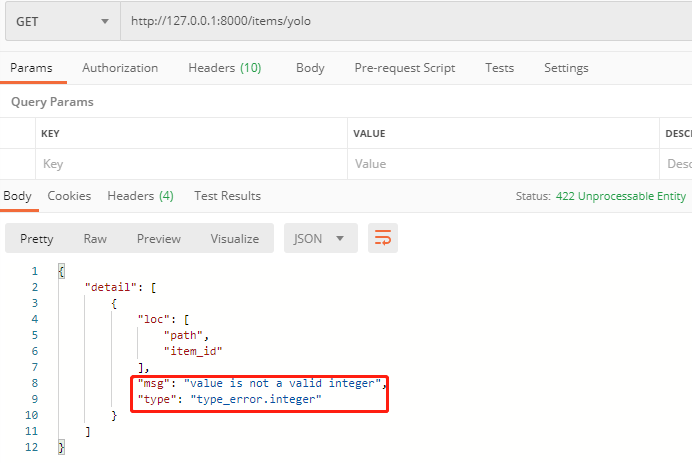 GET http://127.0.0.1:8000/items/yolo
Params Authorization Headers (10) Body Pre-request Script Tests Settings
Query Params
KEY VALUE DESCI
Key Value Desc
Body Cookies Headers (4) Test Results Status: 422 Unprocessable Entity
Pretty Raw Preview Visualize JSON
1 {
2 "detail": [
3 {
4 "loc": [
5 "path",
6 "item_id"
7 ],
8 "msg": "value is not a valid integer",
9 "type": "type_error.integer"
10 }
11 ]
12 }